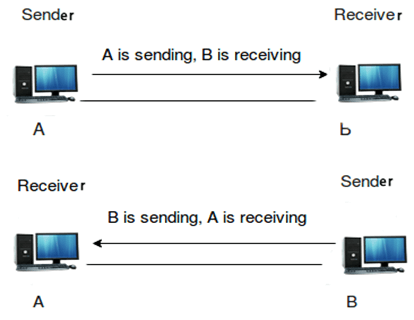 Sender Receiver
A is sending, B is receiving
A Ь
Receiver Sender
B is sending, A is receiving
A B